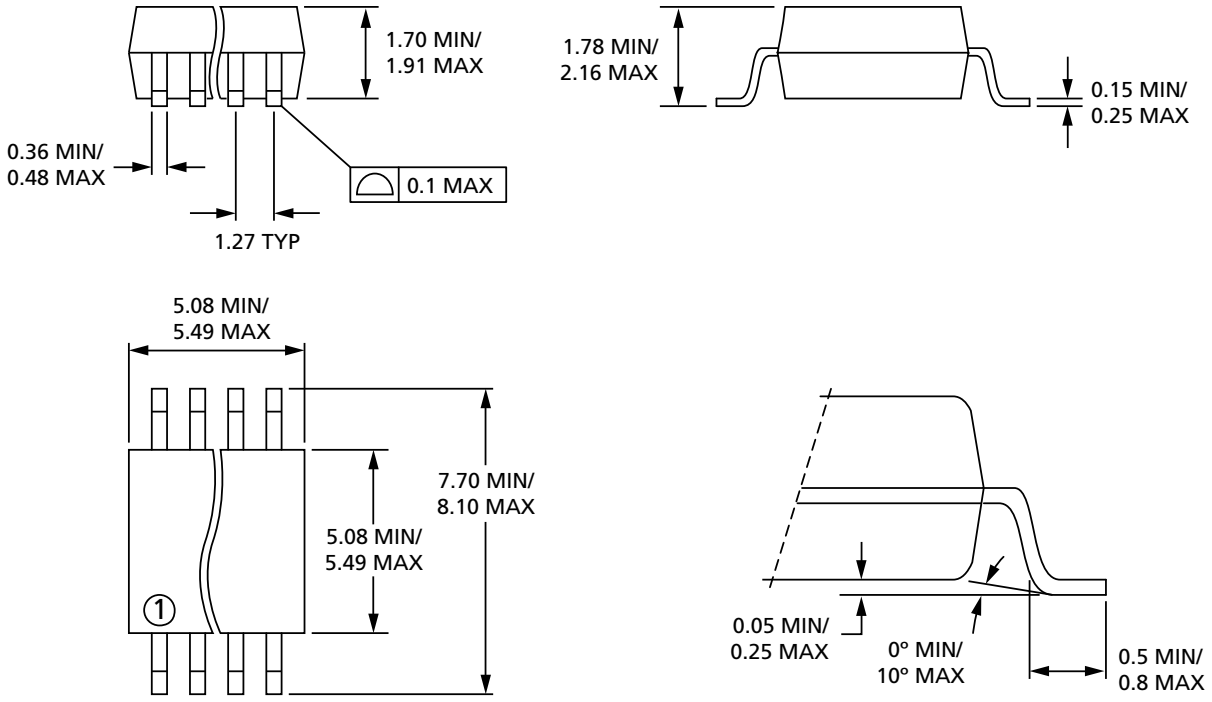 1.70 MIN/
1.91 MAX
1.78 MIN/
2.16 MAX
0.15 MIN/
0.25 MAX
0.36 MIN/
0.48 MAX
0.1 MAX
1.27 TYP
5.08 MIN/
5.49 MAX
7.70 MIN/
8.10 MAX
5.08 MIN/
5.49 MAX
1
0.05 MIN/
0.25 MAX
0º MIN/
10º MAX
0.5 MIN/
0.8 MAX